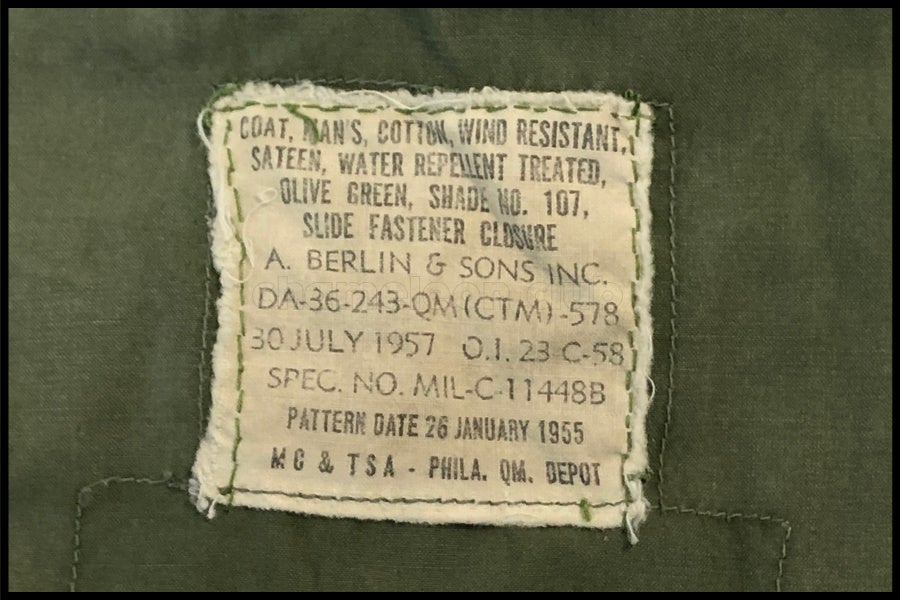 COAT, MAN'S, COTTON, WIND RESISTANT,
SATEEN, WATER REPELLENT TREATED,
OLIVE GREEN, SHADE NO. 107,
SLIDE FASTENER CLOSURE
A. BERLIN & SONS INC.
DA-36-243-QM(CTM)-578
30 JULY 1957 O.I. 23 C-58
SPEC. NO. MIL-C-11448B
PATTERN DATE 26 JANUARY 1955
M C & T S A - PHILA. QM. DEPOT